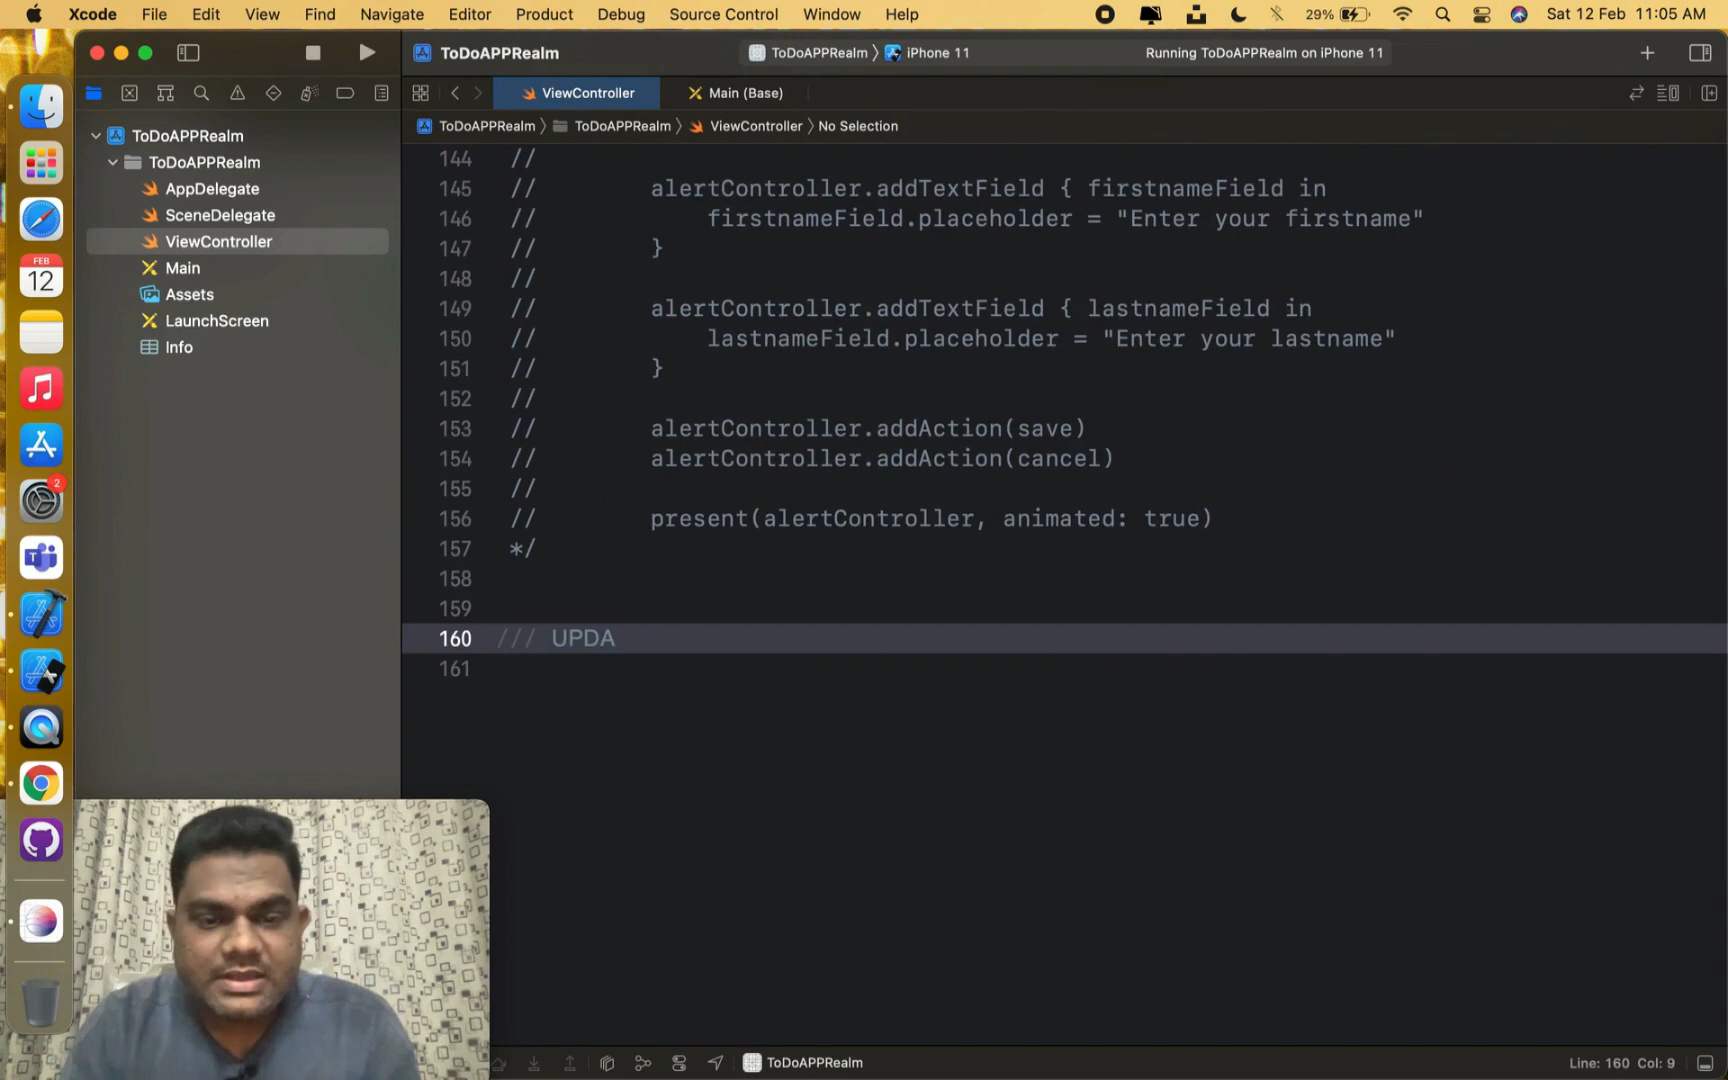 Xcode File Edit View Find Navigate Editor Product Debug Source Control Window Help 29% Sat 12 Feb 11:05 AM
ToDoAPPRealm ToDoAPPRealm 〉 iPhone 11 Running ToDoAPPRealm on iPhone 11
ViewController Main (Base)
ToDoAPPRealm 〉 ToDoAPPRealm 〉 ViewController 〉 No Selection
ToDoAPPRealm
ToDoAPPRealm
AppDelegate
SceneDelegate
ViewController
Main
Assets
LaunchScreen
Info
FEB
12
2
144 //
145 // alertController.addTextField { firstnameField in
146 // firstnameField.placeholder = "Enter your firstname"
147 // }
148 //
149 // alertController.addTextField { lastnameField in
150 // lastnameField.placeholder = "Enter your lastname"
151 // }
152 //
153 // alertController.addAction(save)
154 // alertController.addAction(cancel)
155 //
156 // present(alertController, animated: true)
157 */
158
159
160 /// UPDA
161
ToDoAPPRealm Line: 160 Col: 9